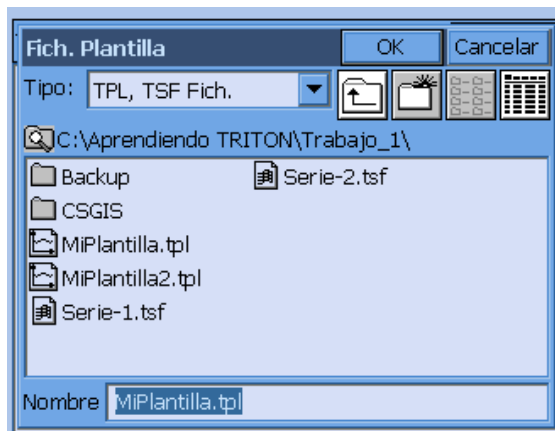 Fich. Plantilla OK Cancelar
Tipo: TPL, TSF Fich.
C:\Aprendiendo TRITON\Trabajo_1\
Backup Serie-2.tsf
CSGIS
MiPlantilla.tpl
MiPlantilla2.tpl
Serie-1.tsf
Nombre MiPlantilla.tpl